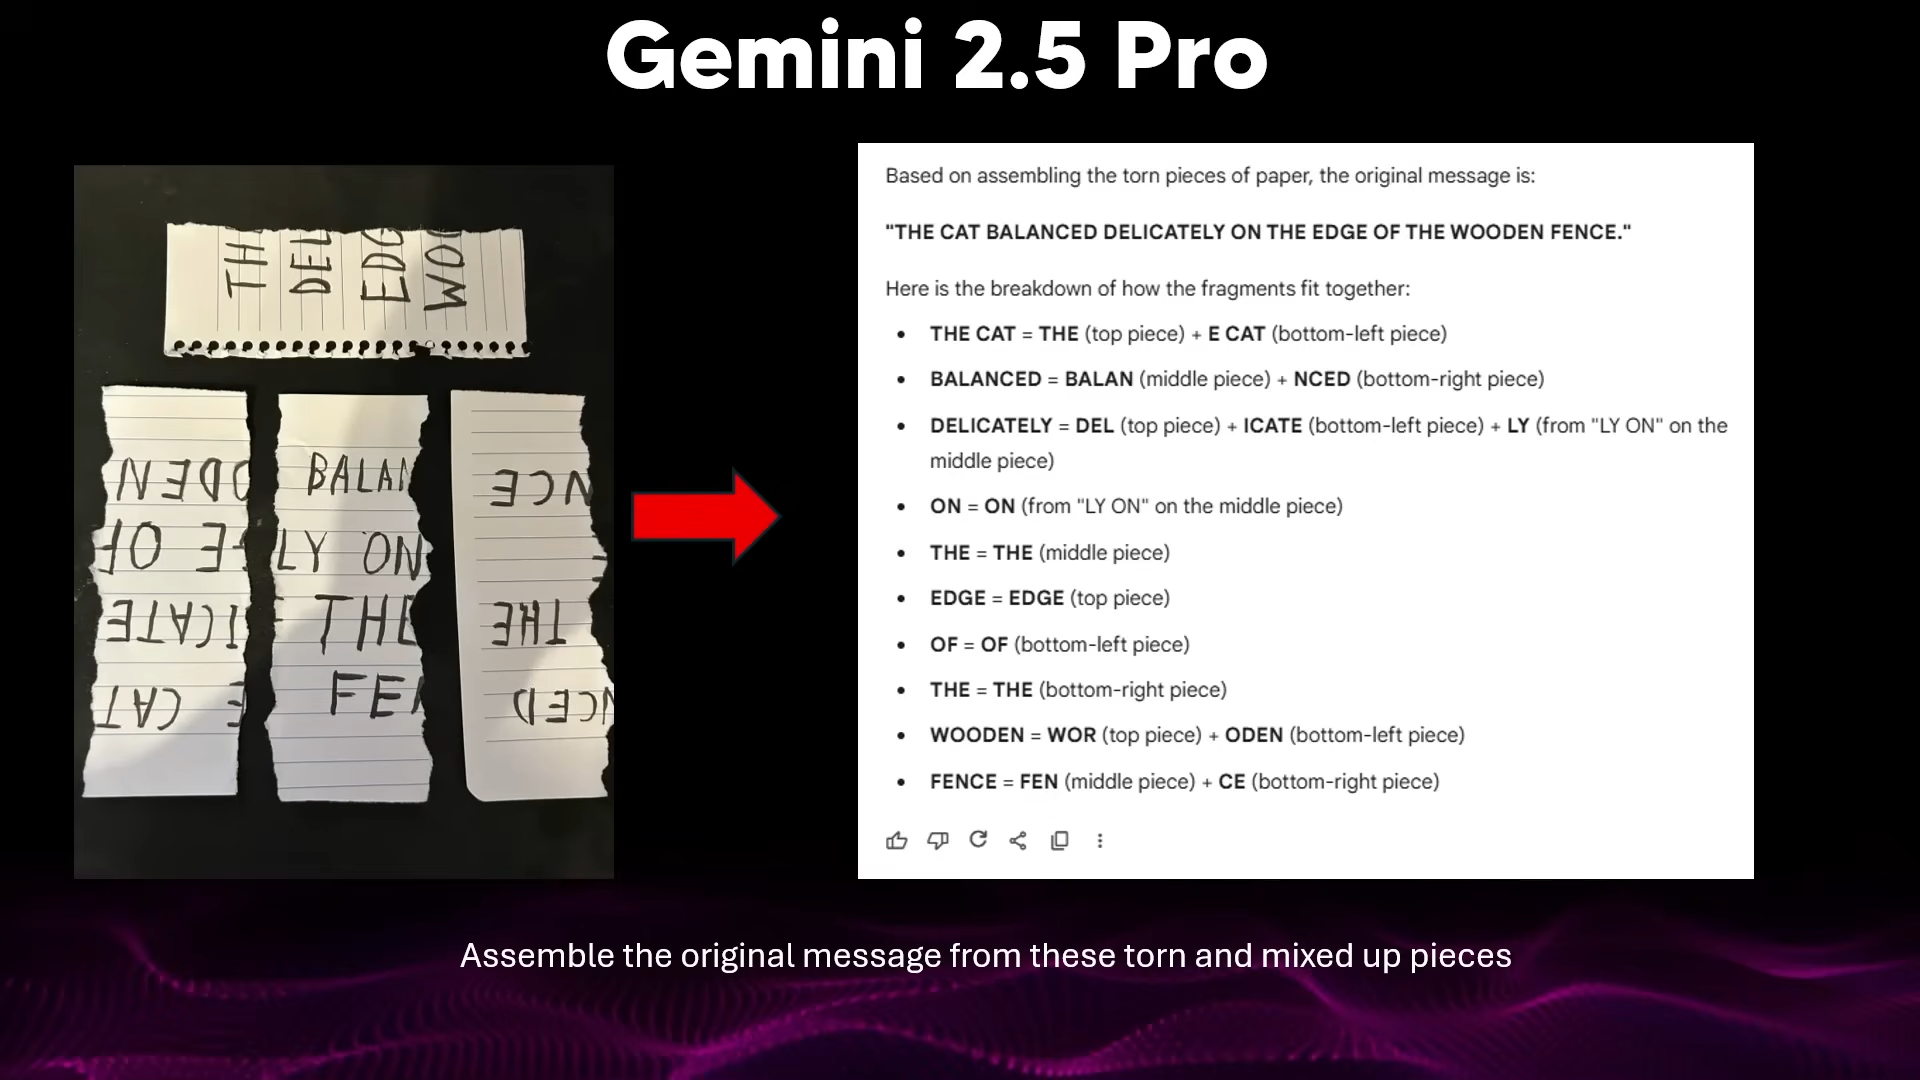 Gemini 2.5 Pro
TH
DEL
EDG
WOO
ODEN
E OF
ICATE
E CAT
BALAN
LY ON
THE
FEN
NCE
THE
NCED
Based on assembling the torn pieces of paper, the original message is:
"THE CAT BALANCED DELICATELY ON THE EDGE OF THE WOODEN FENCE."
Here is the breakdown of how the fragments fit together:
• THE CAT = THE (top piece) + E CAT (bottom-left piece)
• BALANCED = BALAN (middle piece) + NCED (bottom-right piece)
• DELICATELY = DEL (top piece) + ICATE (bottom-left piece) + LY (from "LY ON" on the
middle piece)
• ON = ON (from "LY ON" on the middle piece)
• THE = THE (middle piece)
• EDGE = EDGE (top piece)
• OF = OF (bottom-left piece)
• THE = THE (bottom-right piece)
• WOODEN = WOR (top piece) + ODEN (bottom-left piece)
• FENCE = FEN (middle piece) + CE (bottom-right piece)
Assemble the original message from these torn and mixed up pieces